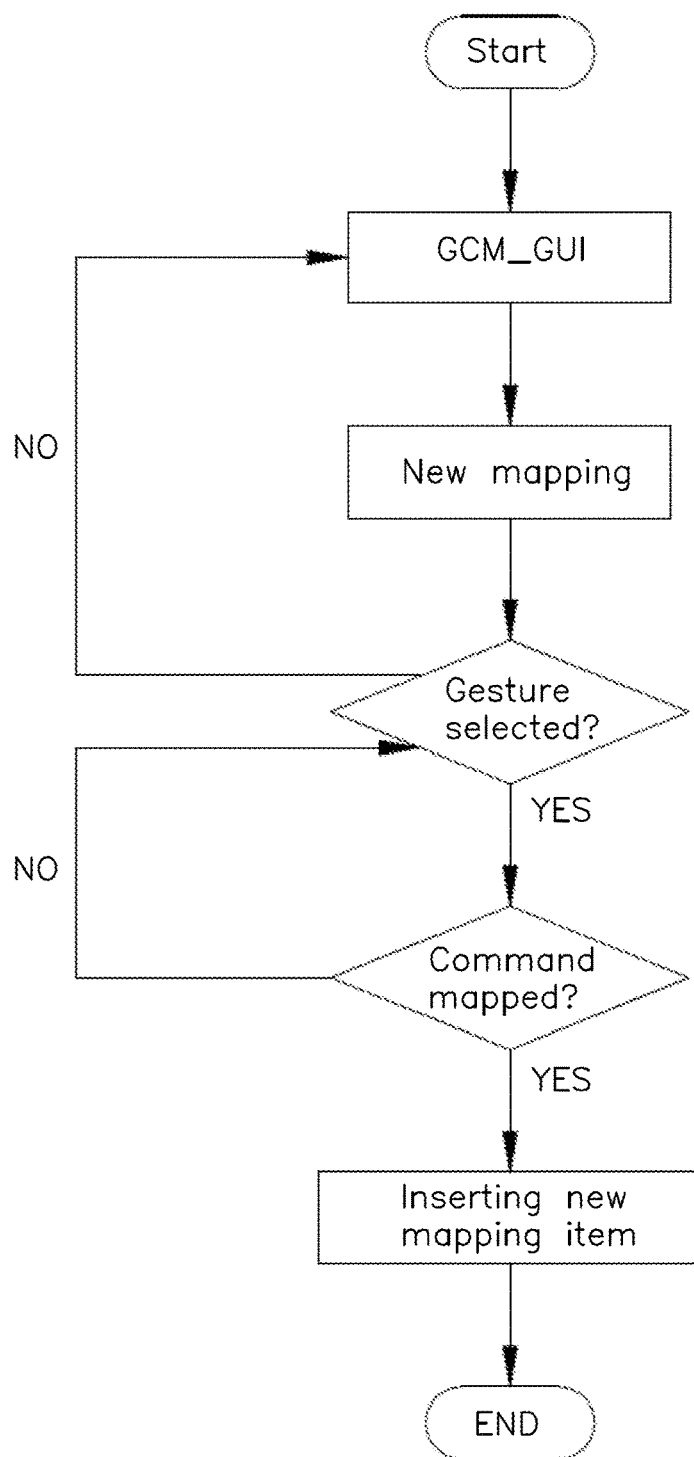 Start
GCM_GUI
NO
New mapping
Gesture
selected?
YES
NO
Command
mapped?
YES
Inserting new
mapping item
END